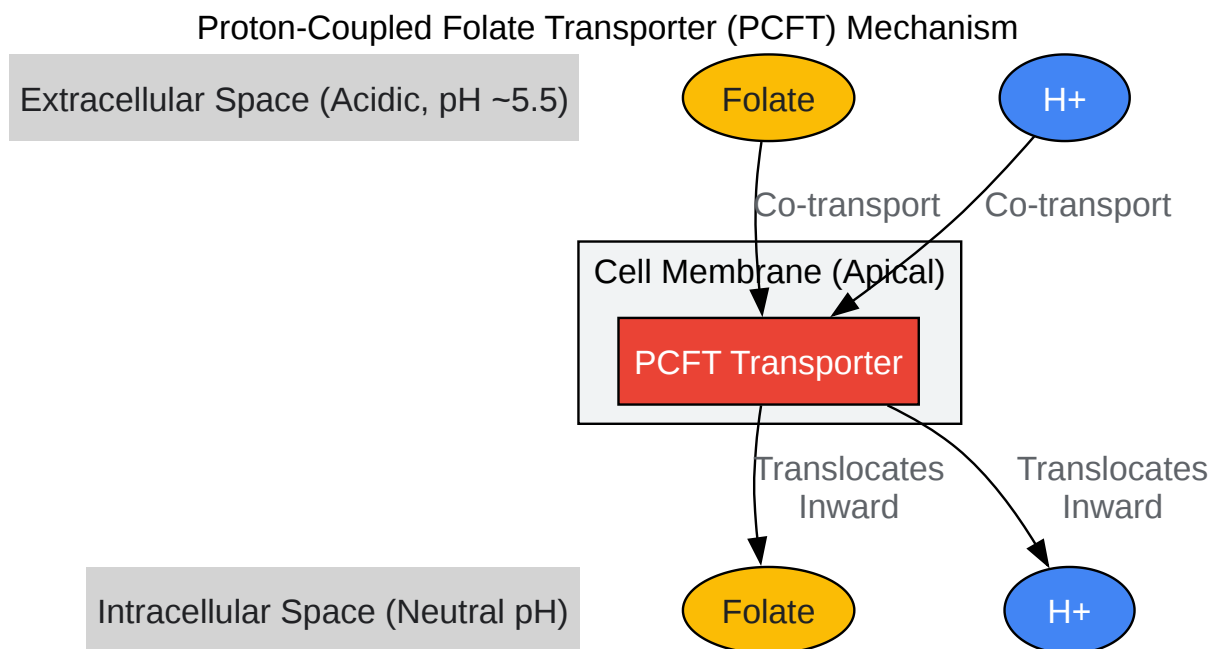 Proton-Coupled Folate Transporter (PCFT) Mechanism
Extracellular Space (Acidic, pH ~5.5)
Folate
H+
Co-transport
Co-transport
Cell Membrane (Apical)
PCFT Transporter
Translocates
Inward
Translocates
Inward
Intracellular Space (Neutral pH)
Folate
H+